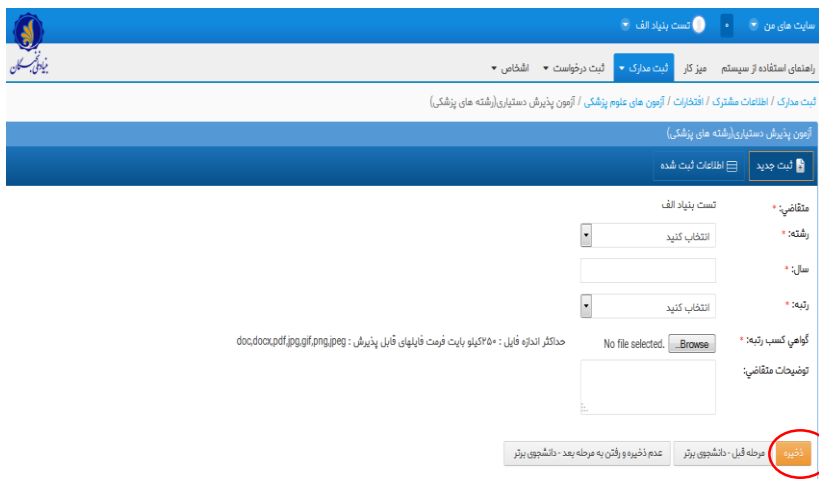 سایت های من تست بنیاد الف
بنیاد نخبگان
راهنمای استفاده از سیستم میز کار ثبت مدارک ثبت درخواست اشخاص
ثبت مدارک / اطلاعات مشترک / افتخارات / آزمون های علوم پزشکی / آزمون پذیرش دستیاری(رشته های پزشکی)
آزمون پذیرش دستیاری(رشته های پزشکی)
ثبت جدید اطلاعات ثبت شده
متقاضي: * تست بنیاد الف
رشته: * انتخاب کنید
سال: *
رتبه: * انتخاب کنید
گواهي کسب رتبه: * Browse... No file selected. حداکثر اندازه فایل : ۲۵۰کیلو بایت فرمت فایلهای قابل پذیرش : doc,docx,pdf,jpg,gif,png,jpeg
توضیحات متقاضي:
ذخیره مرحله قبل - دانشجوی برتر عدم ذخیره و رفتن به مرحله بعد - دانشجوی برتر